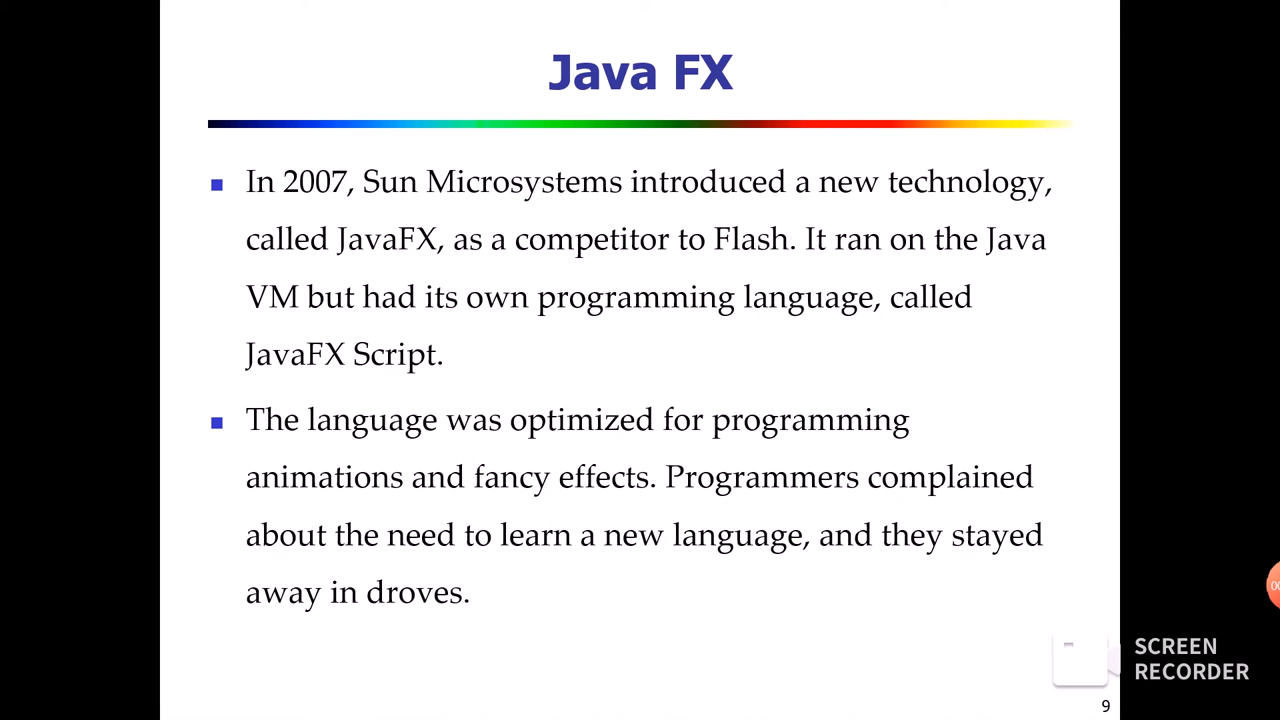 Java FX
In 2007, Sun Microsystems introduced a new technology,
called JavaFX, as a competitor to Flash. It ran on the Java
VM but had its own programming language, called
JavaFX Script.
The language was optimized for programming
animations and fancy effects. Programmers complained
about the need to learn a new language, and they stayed
away in droves.
SCREEN
RECORDER
9